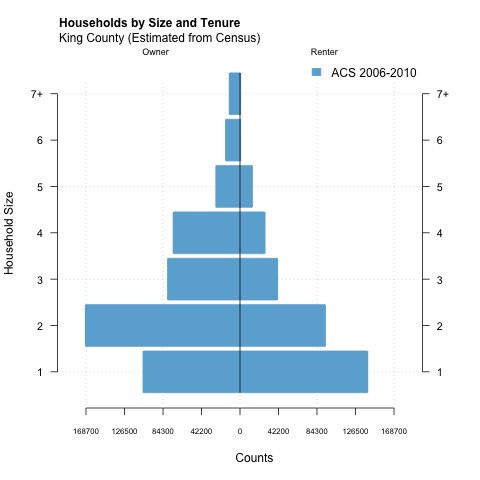 Households by Size and Tenure
King County (Estimated from Census)
Owner Renter
ACS 2006-2010
7+ 7+
6 6
5 5
4 4
3 3
2 2
1 1
Household Size
168700 126500 84300 42200 0 42200 84300 126500 168700
Counts